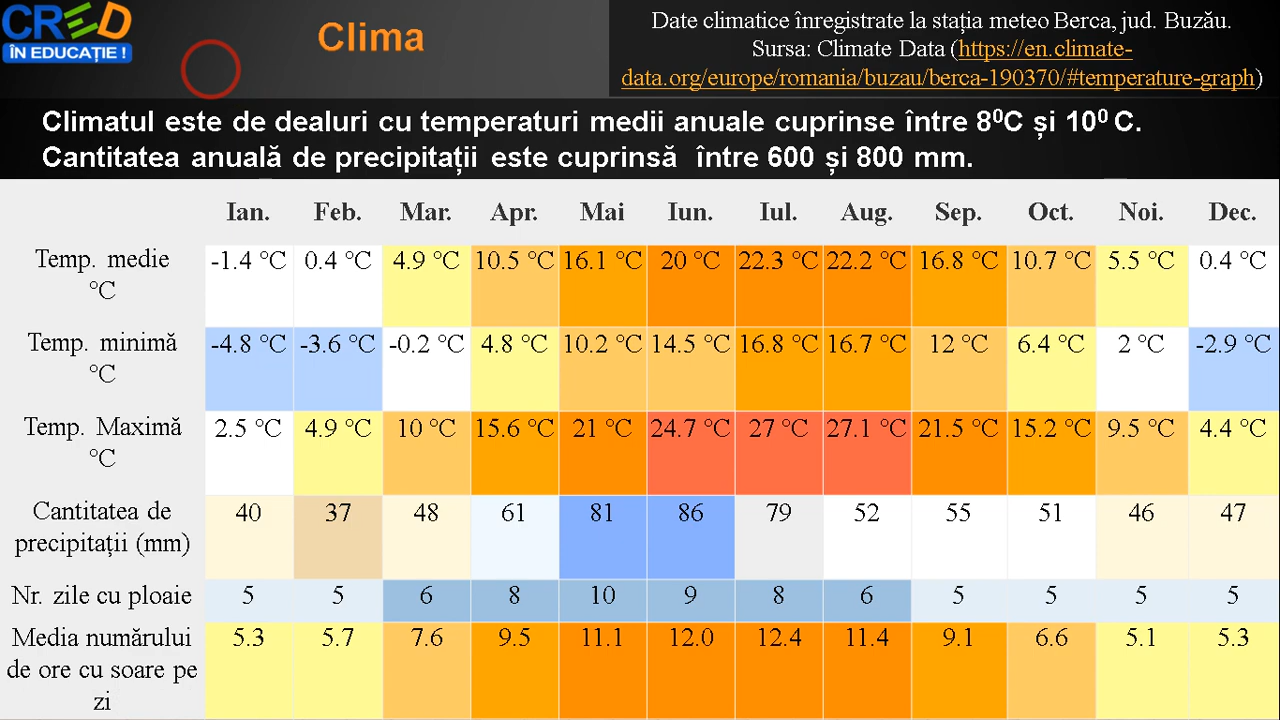 CRED
ÎN EDUCAȚIE !
Clima
Date climatice înregistrate la stația meteo Berca, jud. Buzău.
Sursa: Climate Data (https://en.climate-
data.org/europe/romania/buzau/berca-190370/#temperature-graph)
Climatul este de dealuri cu temperaturi medii anuale cuprinse între 8⁰C și 10⁰ C.
Cantitatea anuală de precipitații este cuprinsă între 600 și 800 mm.
Ian. Feb. Mar. Apr. Mai Iun. Iul. Aug. Sep. Oct. Noi. Dec.
Temp. medie -1.4 °C 0.4 °C 4.9 °C 10.5 °C 16.1 °C 20 °C 22.3 °C 22.2 °C 16.8 °C 10.7 °C 5.5 °C 0.4 °C
°C
Temp. minimă -4.8 °C -3.6 °C -0.2 °C 4.8 °C 10.2 °C 14.5 °C 16.8 °C 16.7 °C 12 °C 6.4 °C 2 °C -2.9 °C
°C
Temp. Maximă 2.5 °C 4.9 °C 10 °C 15.6 °C 21 °C 24.7 °C 27 °C 27.1 °C 21.5 °C 15.2 °C 9.5 °C 4.4 °C
°C
Cantitatea de 40 37 48 61 81 86 79 52 55 51 46 47
precipitații (mm)
Nr. zile cu ploaie 5 5 6 8 10 9 8 6 5 5 5 5
Media numărului 5.3 5.7 7.6 9.5 11.1 12.0 12.4 11.4 9.1 6.6 5.1 5.3
de ore cu soare pe
zi